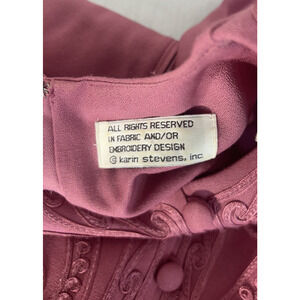 ALL RIGHTS RESERVED
IN FABRIC AND/OR
EMBROIDERY DESIGN
© karin stevens, inc.